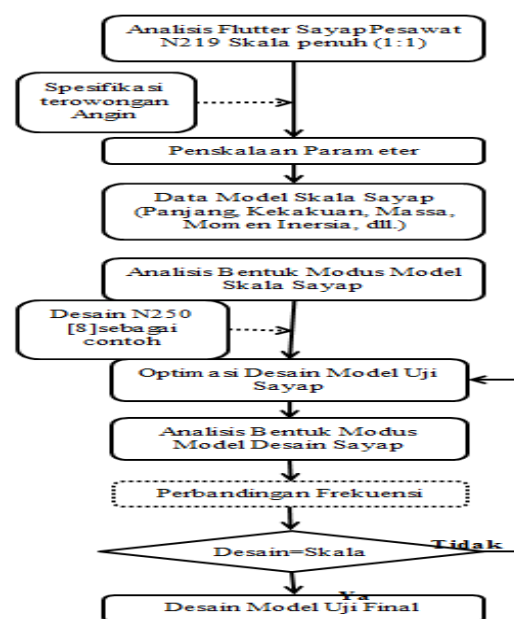 Analisis Flutter Sayap Pesawat
N219 Skala penuh (1:1)
Spesifikasi
terowongan
Angin
Penskalaan Parameter
Data Model Skala Sayap
(Panjang, Kekakuan, Massa,
Momen Inersia, dll.)
Analisis Bentuk Modus Model
Skala Sayap
Desain N250
[8]sebagai
contoh
Optimasi Desain Model Uji
Sayap
Analisis Bentuk Modus
Model Desain Sayap
Perbandingan Frekuensi
Desain=Skala
Tidak
Ya
Desain Model Uji Final